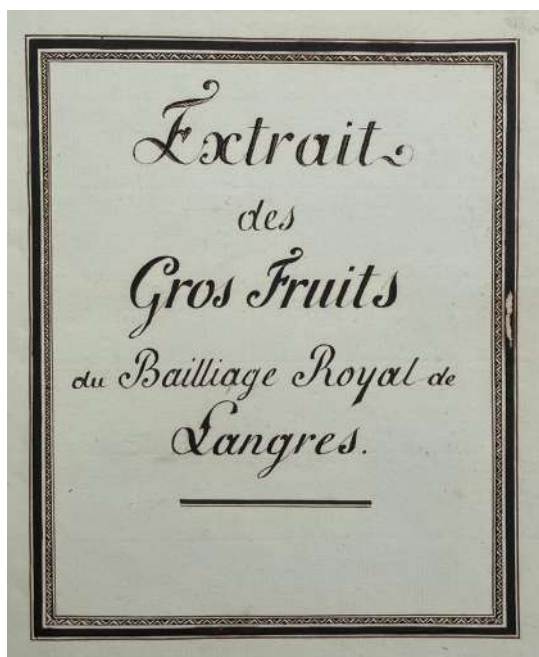 Extrait
des
Gros Fruits
du Bailliage Royal de
Langres.